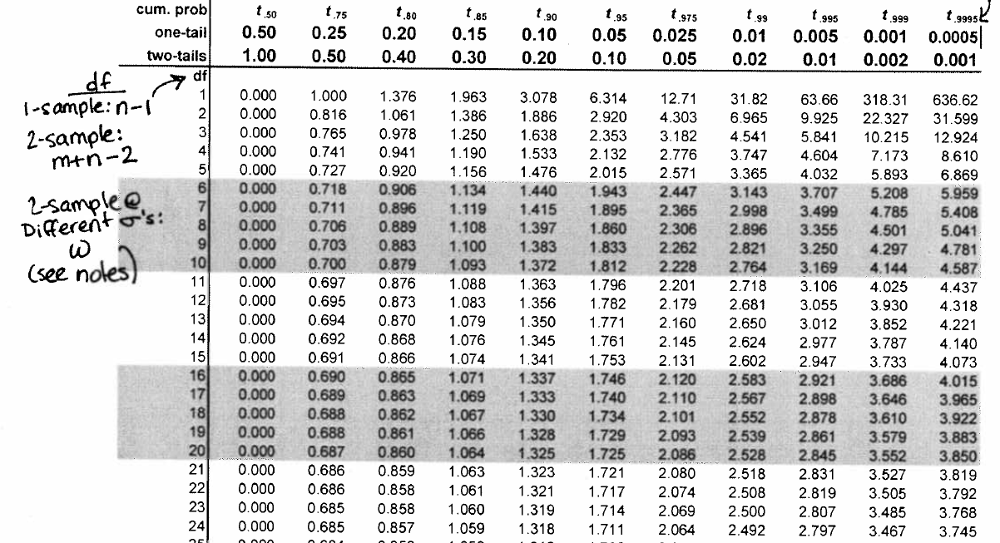 cum. prob t.50 t.75 t.80 t.85 t.90 t.95 t.975 t.99 t.995 t.999 t.9995
one-tail 0.50 0.25 0.20 0.15 0.10 0.05 0.025 0.01 0.005 0.001 0.0005
two-tails 1.00 0.50 0.40 0.30 0.20 0.10 0.05 0.02 0.01 0.002 0.001
df
1 0.000 1.000 1.376 1.963 3.078 6.314 12.71 31.82 63.66 318.31 636.62
2 0.000 0.816 1.061 1.386 1.886 2.920 4.303 6.965 9.925 22.327 31.599
3 0.000 0.765 0.978 1.250 1.638 2.353 3.182 4.541 5.841 10.215 12.924
4 0.000 0.741 0.941 1.190 1.533 2.132 2.776 3.747 4.604 7.173 8.610
5 0.000 0.727 0.920 1.156 1.476 2.015 2.571 3.365 4.032 5.893 6.869
6 0.000 0.718 0.906 1.134 1.440 1.943 2.447 3.143 3.707 5.208 5.959
7 0.000 0.711 0.896 1.119 1.415 1.895 2.365 2.998 3.499 4.785 5.408
8 0.000 0.706 0.889 1.108 1.397 1.860 2.306 2.896 3.355 4.501 5.041
9 0.000 0.703 0.883 1.100 1.383 1.833 2.262 2.821 3.250 4.297 4.781
10 0.000 0.700 0.879 1.093 1.372 1.812 2.228 2.764 3.169 4.144 4.587
11 0.000 0.697 0.876 1.088 1.363 1.796 2.201 2.718 3.106 4.025 4.437
12 0.000 0.695 0.873 1.083 1.356 1.782 2.179 2.681 3.055 3.930 4.318
13 0.000 0.694 0.870 1.079 1.350 1.771 2.160 2.650 3.012 3.852 4.221
14 0.000 0.692 0.868 1.076 1.345 1.761 2.145 2.624 2.977 3.787 4.140
15 0.000 0.691 0.866 1.074 1.341 1.753 2.131 2.602 2.947 3.733 4.073
16 0.000 0.690 0.865 1.071 1.337 1.746 2.120 2.583 2.921 3.686 4.015
17 0.000 0.689 0.863 1.069 1.333 1.740 2.110 2.567 2.898 3.646 3.965
18 0.000 0.688 0.862 1.067 1.330 1.734 2.101 2.552 2.878 3.610 3.922
19 0.000 0.688 0.861 1.066 1.328 1.729 2.093 2.539 2.861 3.579 3.883
20 0.000 0.687 0.860 1.064 1.325 1.725 2.086 2.528 2.845 3.552 3.850
21 0.000 0.686 0.859 1.063 1.323 1.721 2.080 2.518 2.831 3.527 3.819
22 0.000 0.686 0.858 1.061 1.321 1.717 2.074 2.508 2.819 3.505 3.792
23 0.000 0.685 0.858 1.060 1.319 1.714 2.069 2.500 2.807 3.485 3.768
24 0.000 0.685 0.857 1.059 1.318 1.711 2.064 2.492 2.797 3.467 3.745
df
1-sample: n-1
2-sample:
m+n-2
2-sample @
Different σ's:
ω
(see notes)